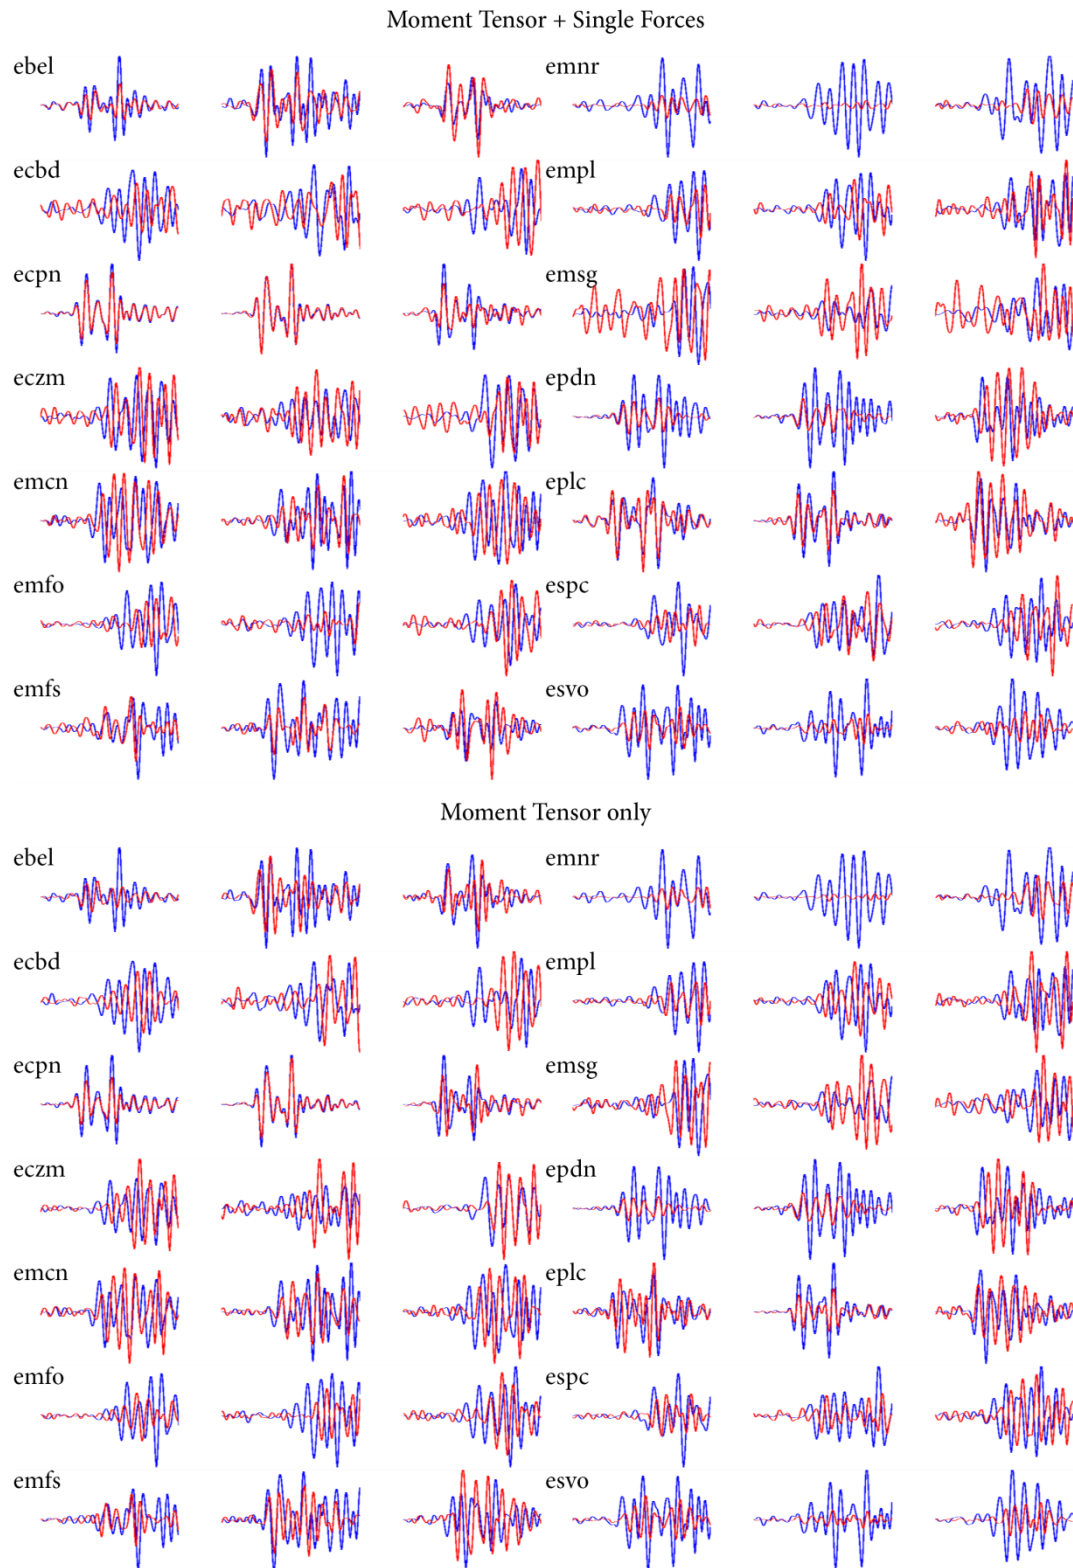 Moment Tensor + Single Forces
ebel emnr
ecbd empl
ecpn emsg
eczm epdn
emcn eplc
emfo espc
emfs esvo
Moment Tensor only
ebel emnr
ecbd empl
ecpn emsg
eczm epdn
emcn eplc
emfo espc
emfs esvo